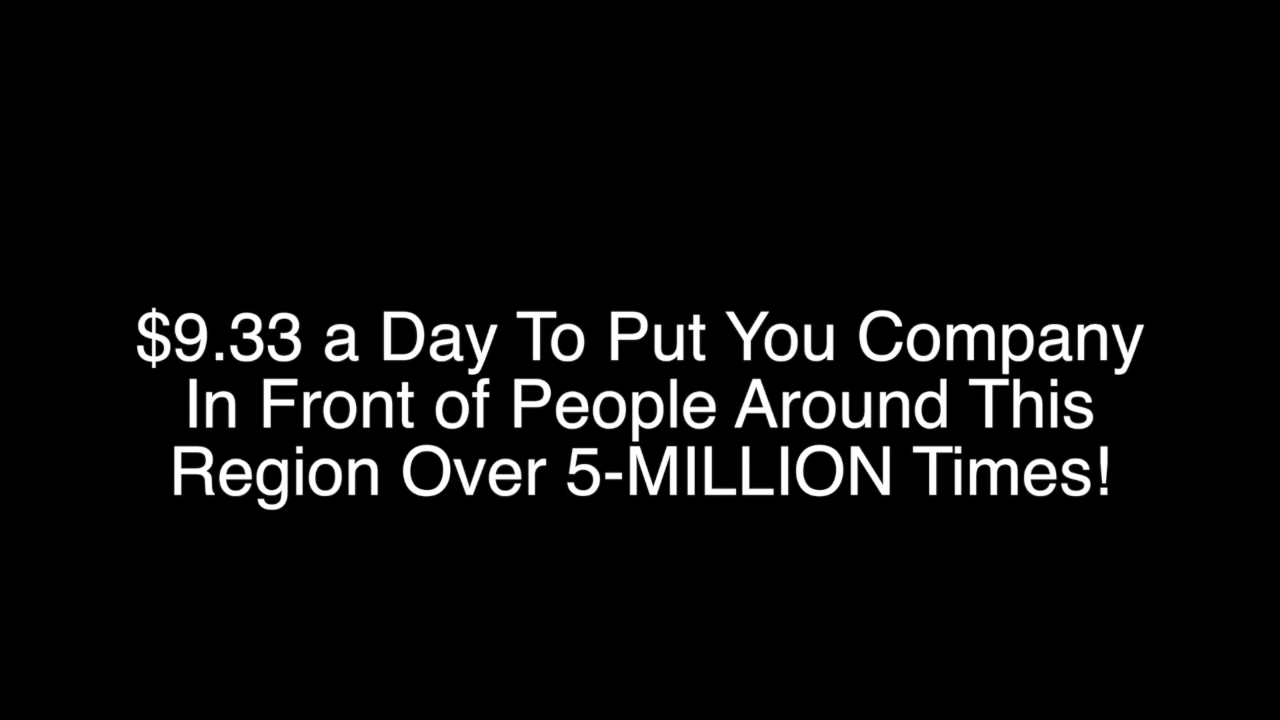 $9.33 a Day To Put You Company
In Front of People Around This
Region Over 5-MILLION Times!